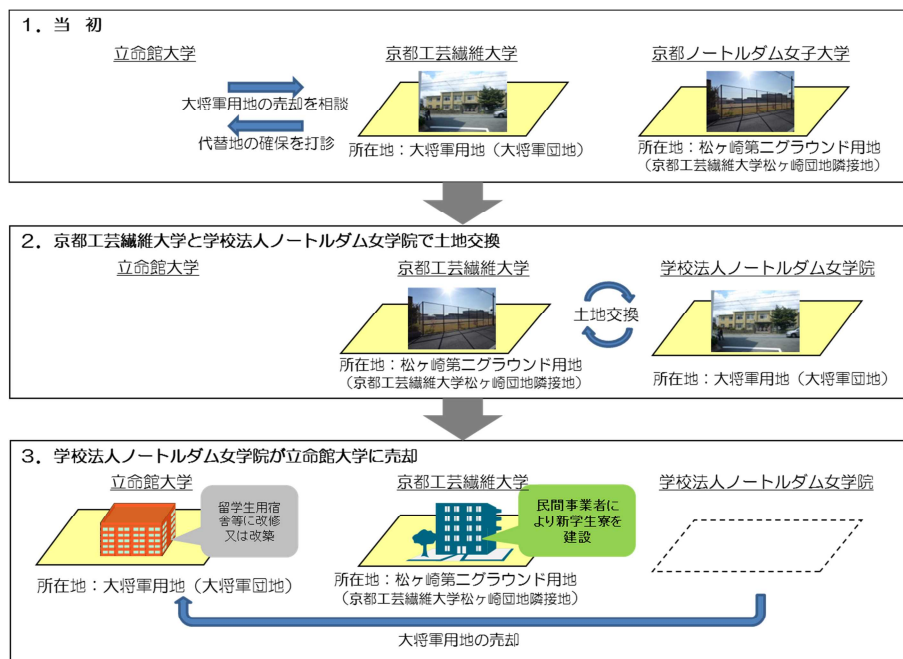 1．当 初
立命館大学
京都工芸繊維大学
京都ノートルダム女子大学
大将軍用地の売却を相談
代替地の確保を打診
所在地：大将軍用地（大将軍団地）
所在地：松ヶ崎第二グラウンド用地
（京都工芸繊維大学松ヶ崎団地隣接地）
2．京都工芸繊維大学と学校法人ノートルダム女学院で土地交換
立命館大学
京都工芸繊維大学
学校法人ノートルダム女学院
土地交換
所在地：松ヶ崎第二グラウンド用地
（京都工芸繊維大学松ヶ崎団地隣接地）
所在地：大将軍用地（大将軍団地）
3．学校法人ノートルダム女学院が立命館大学に売却
立命館大学
京都工芸繊維大学
学校法人ノートルダム女学院
留学生用宿
舎等に改修
又は改築
民間事業者に
より新学生寮を
建設
所在地：大将軍用地（大将軍団地）
所在地：松ヶ崎第二グラウンド用地
（京都工芸繊維大学松ヶ崎団地隣接地）
大将軍用地の売却